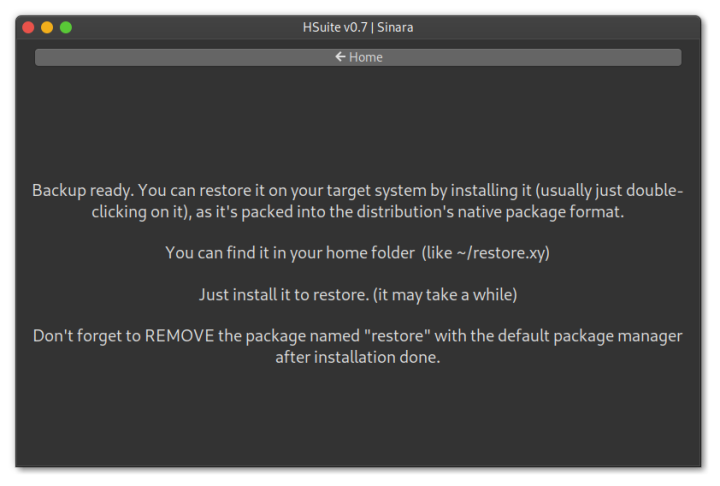 HSuite v0.7 | Sinara
← Home
Backup ready. You can restore it on your target system by installing it (usually just double-
clicking on it), as it's packed into the distribution's native package format.
You can find it in your home folder (like ~/restore.xy)
Just install it to restore. (it may take a while)
Don't forget to REMOVE the package named "restore" with the default package manager
after installation done.